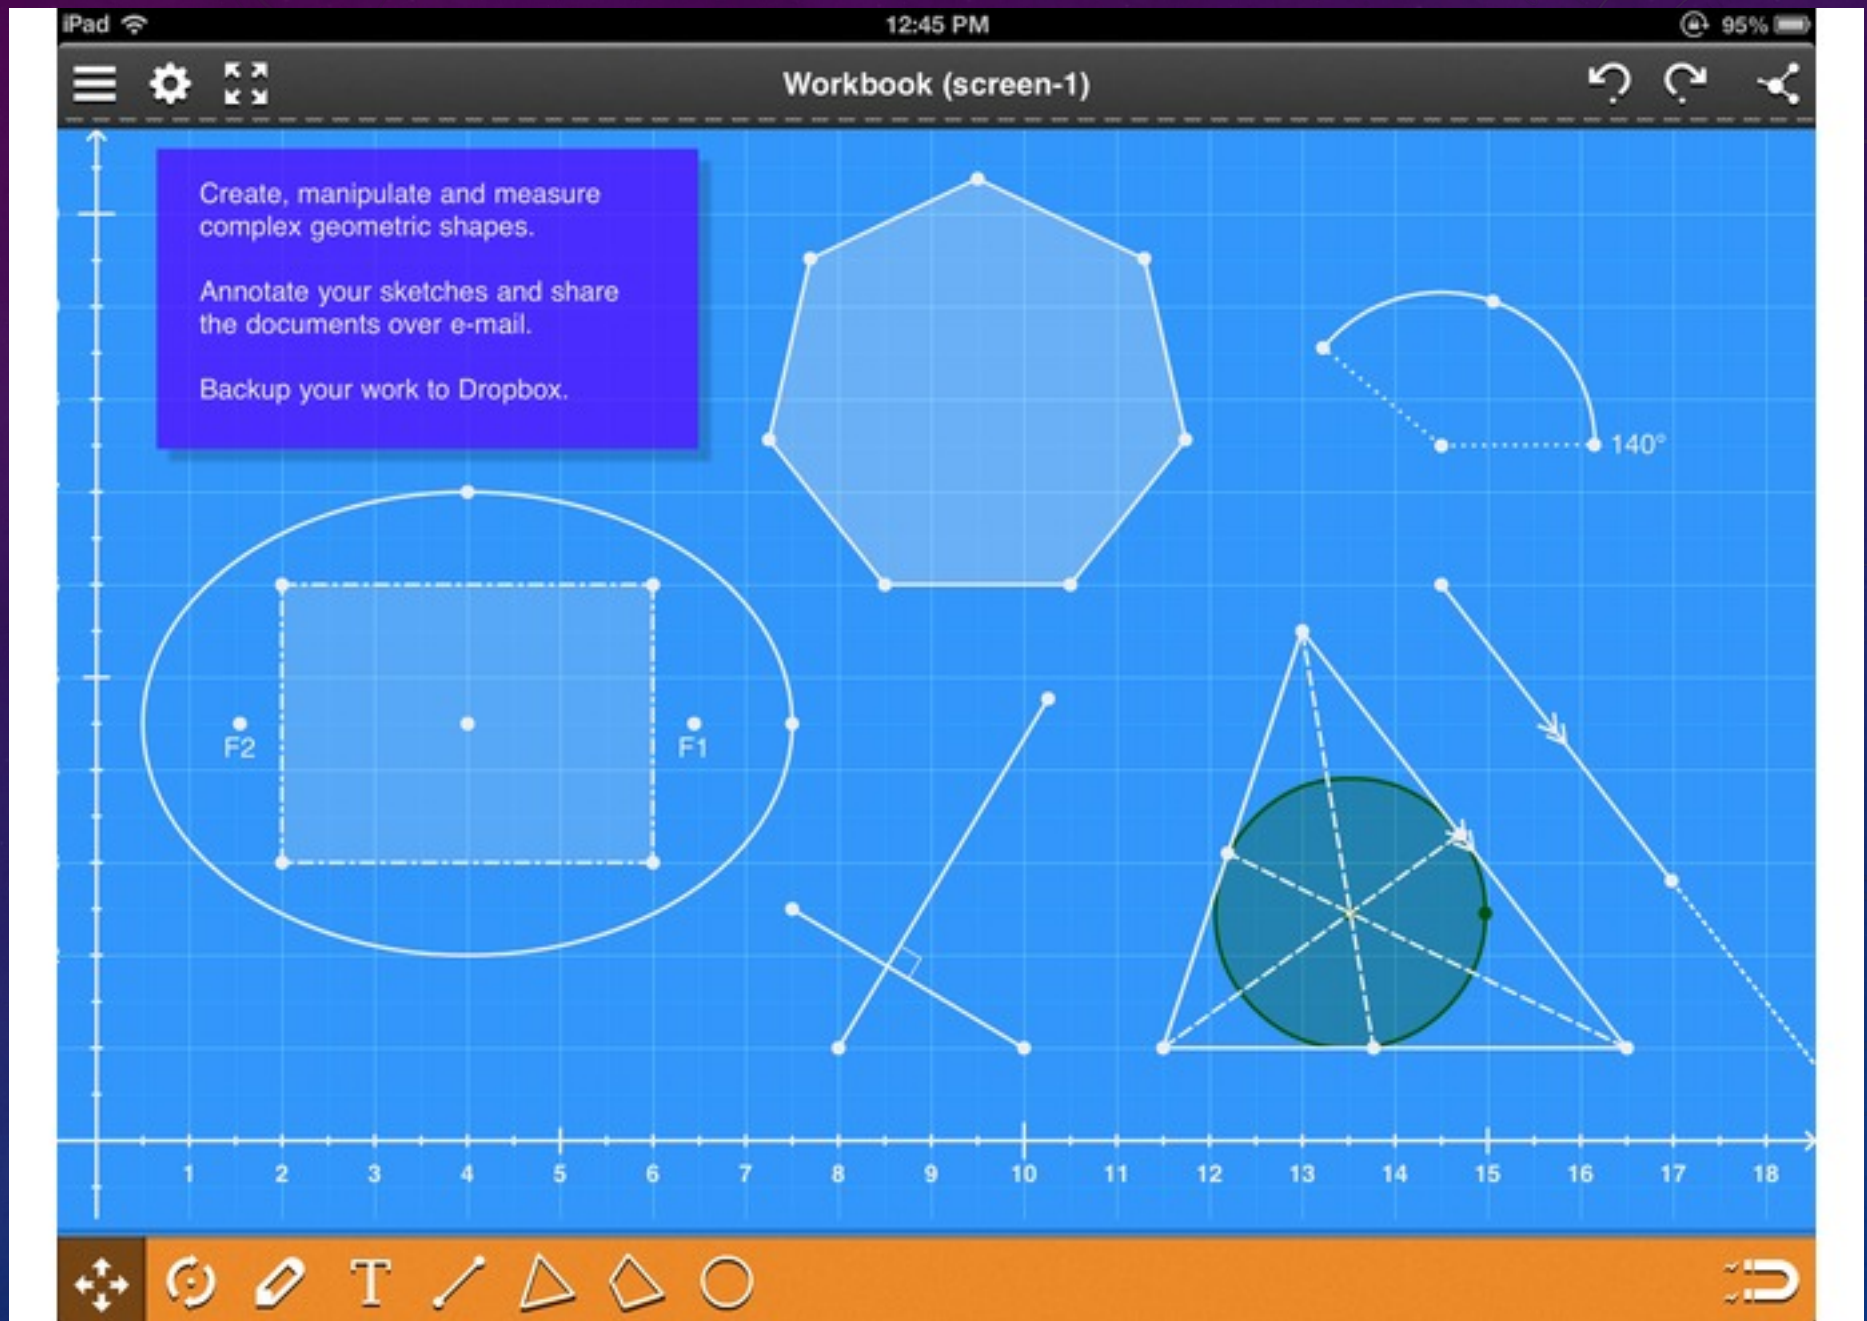 iPad 12:45 PM 95%
Workbook (screen-1)
Create, manipulate and measure
complex geometric shapes.
Annotate your sketches and share
the documents over e-mail.
Backup your work to Dropbox.
140°
F2 F1
1 2 3 4 5 6 7 8 9 10 11 12 13 14 15 16 17 18
T